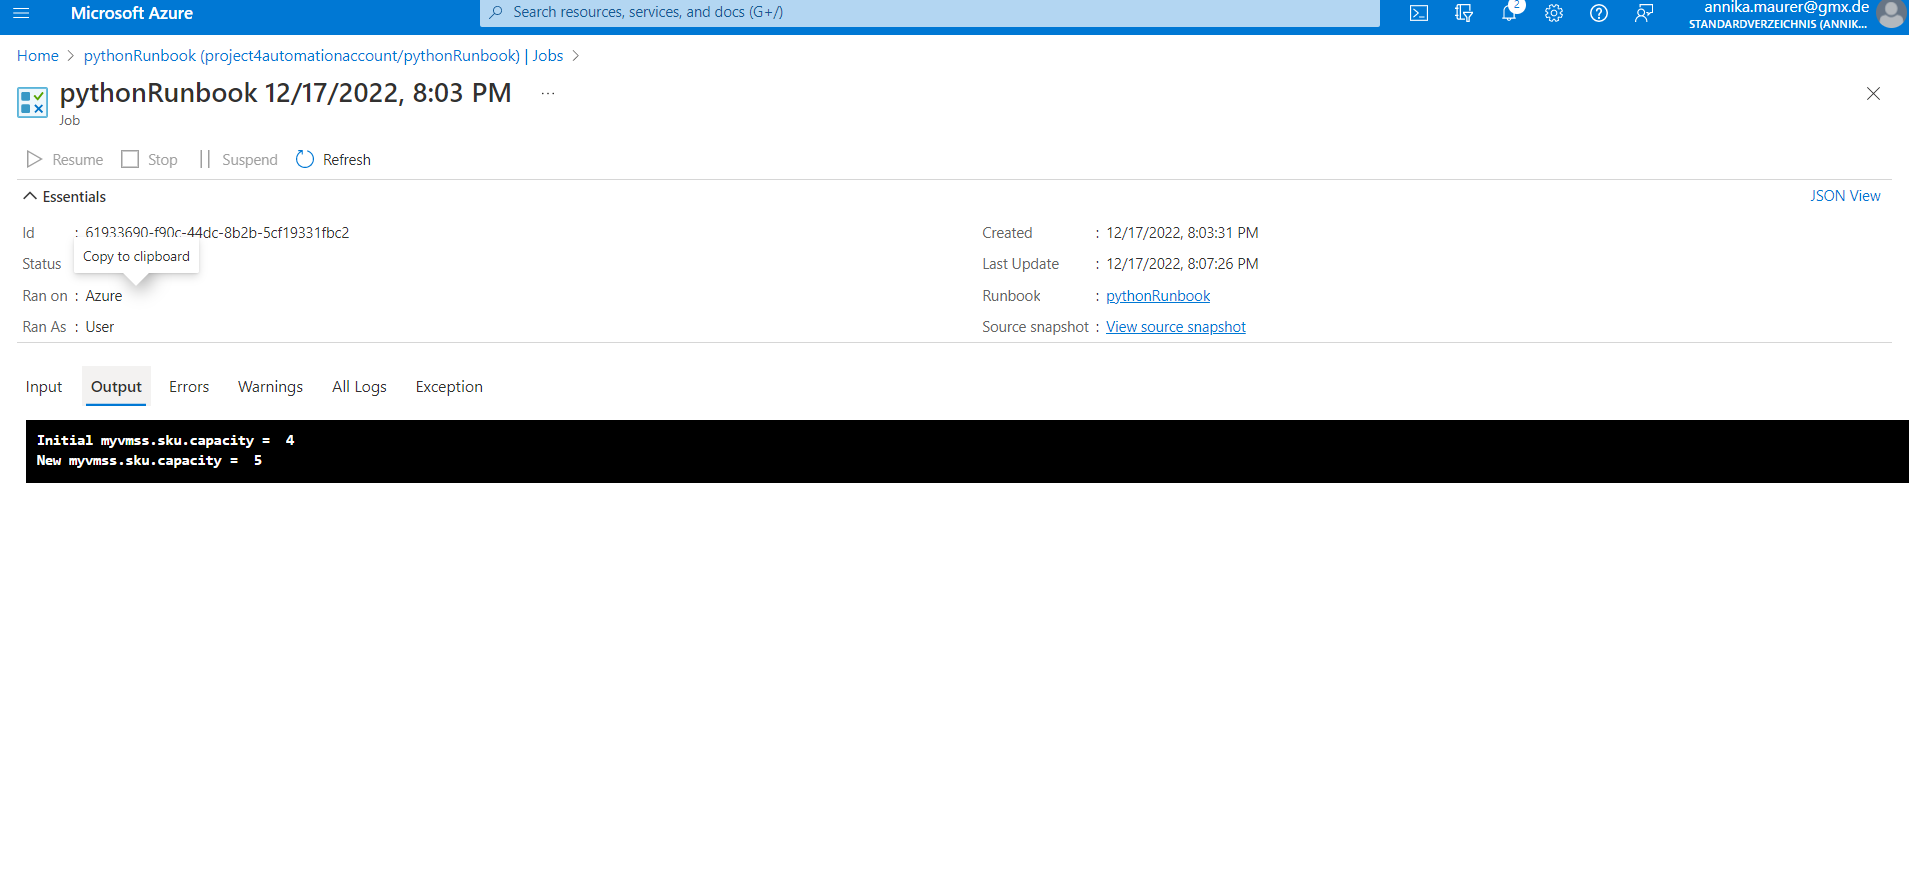 Microsoft Azure
Search resources, services, and docs (G+/)
2
annika.maurer@gmx.de
STANDARDVERZEICHNIS (ANNIK...
Home > pythonRunbook (project4automationaccount/pythonRunbook) | Jobs >
pythonRunbook 12/17/2022, 8:03 PM ...
Job
Resume Stop Suspend Refresh
Essentials
JSON View
Id : 61933690-f90c-44dc-8b2b-5cf19331fbc2
Copy to clipboard
Status
Ran on : Azure
Ran As : User
Created : 12/17/2022, 8:03:31 PM
Last Update : 12/17/2022, 8:07:26 PM
Runbook : pythonRunbook
Source snapshot : View source snapshot
Input Output Errors Warnings All Logs Exception
Initial myvmss.sku.capacity =  4
New myvmss.sku.capacity =  5